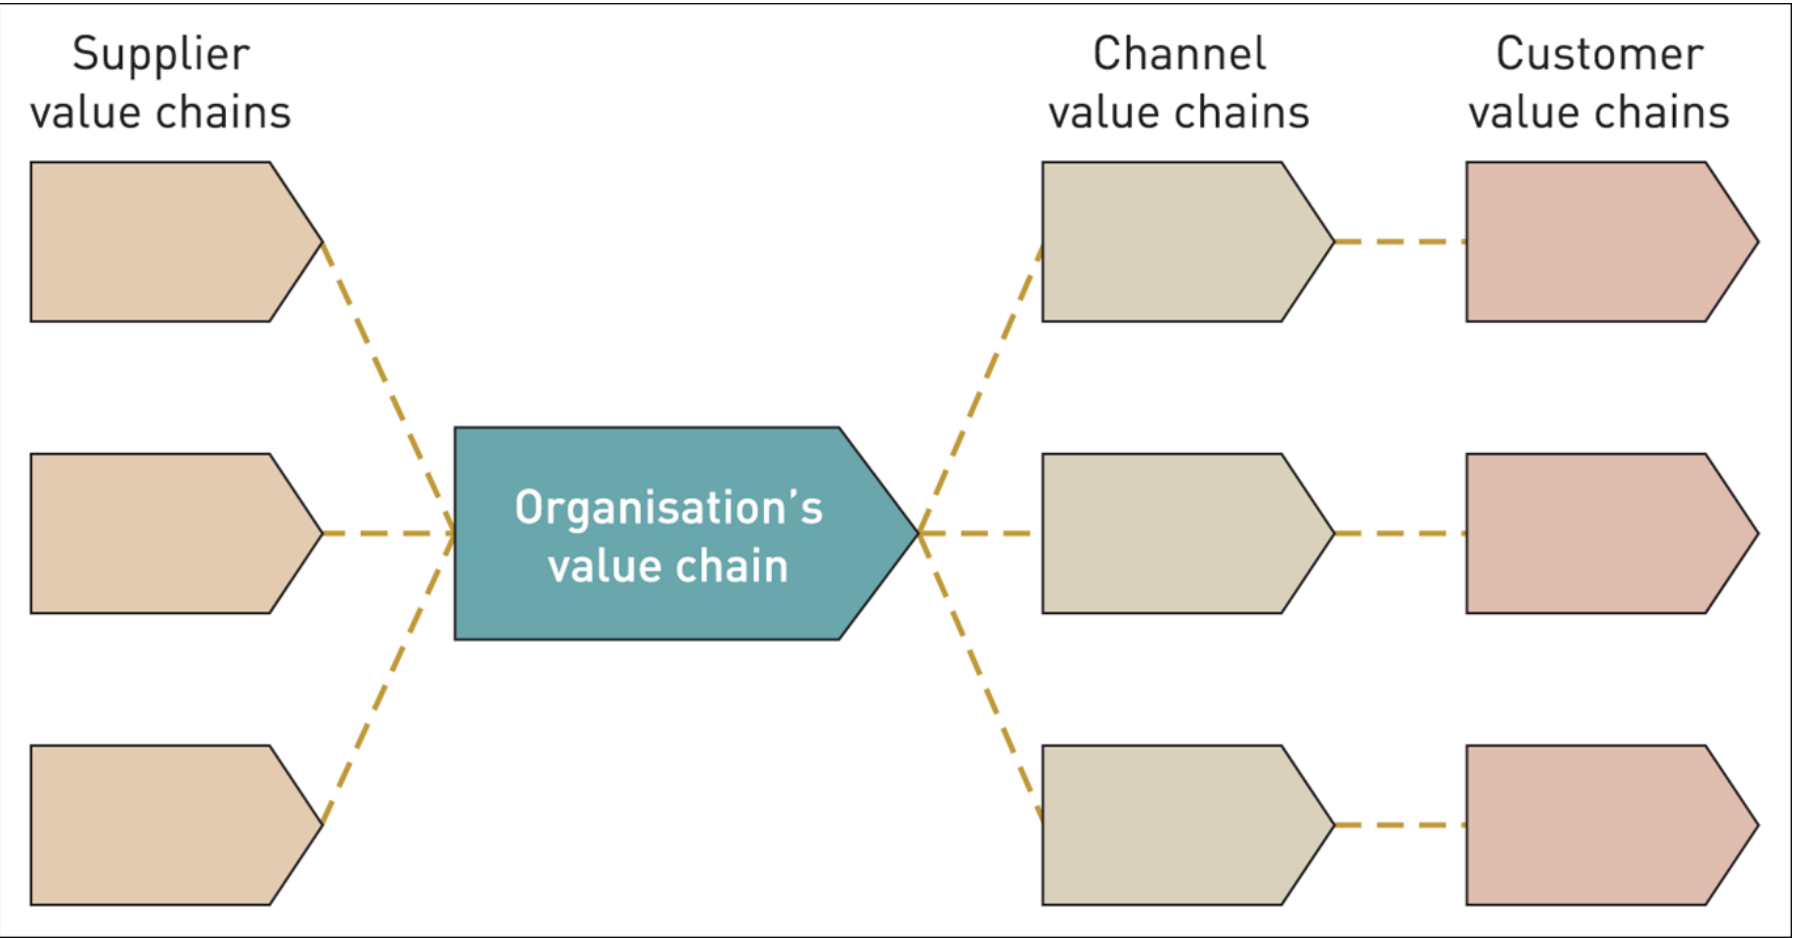 Supplier
value chains
Channel
value chains
Customer
value chains
Organisation’s
value chain